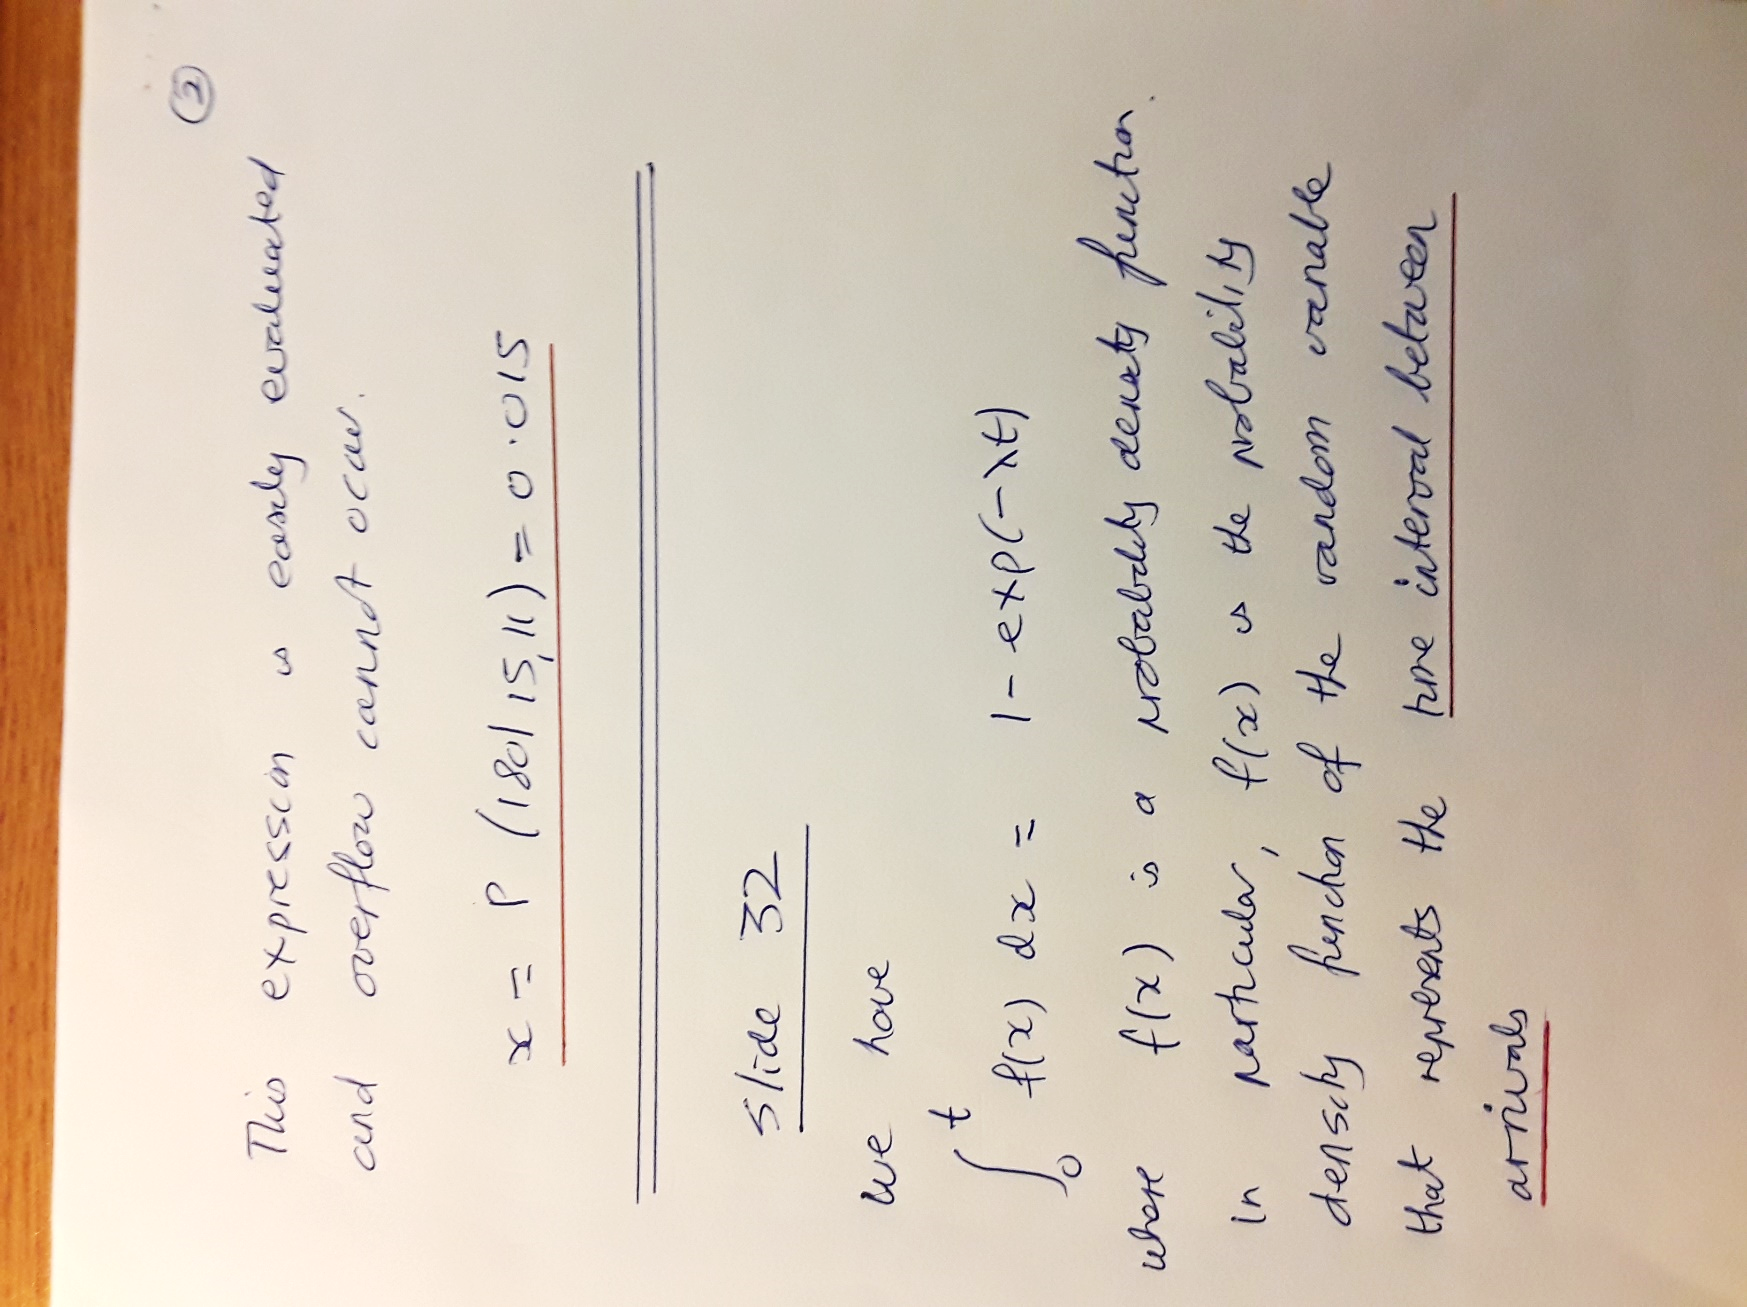 ②
This expression is easily evaluated
and overflow cannot occur.
x = P (180 | 15, 11) = 0.015
Slide 32
We have
∫₀ᵗ f(x) dx = 1 - exp(-λt)
where f(x) is a probability density function.
In particular, f(x) is the probability
density function of the random variable
that represents the time interval between
arrivals